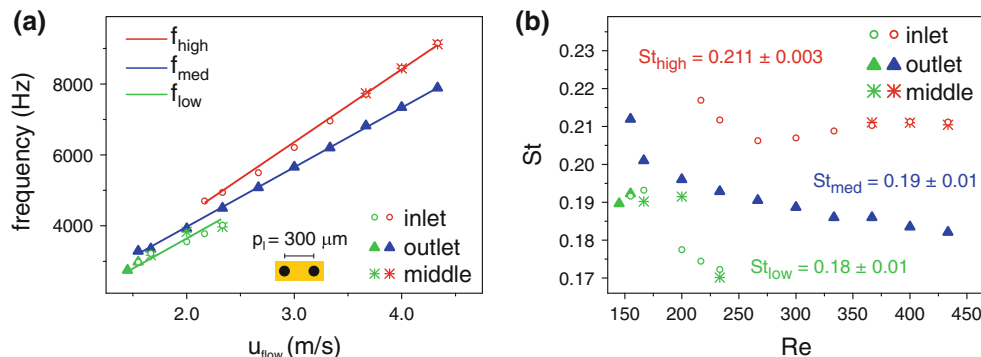 (a)
f_high
f_med
f_low
frequency (Hz)
8000
6000
4000
2.0
3.0
4.0
u_flow (m/s)
p_l = 300 μm
inlet
outlet
middle
(b)
St
0.23
0.22
0.21
0.20
0.19
0.18
0.17
150
200
250
300
350
400
450
Re
St_high = 0.211 ± 0.003
inlet
outlet
middle
St_med = 0.19 ± 0.01
St_low = 0.18 ± 0.01